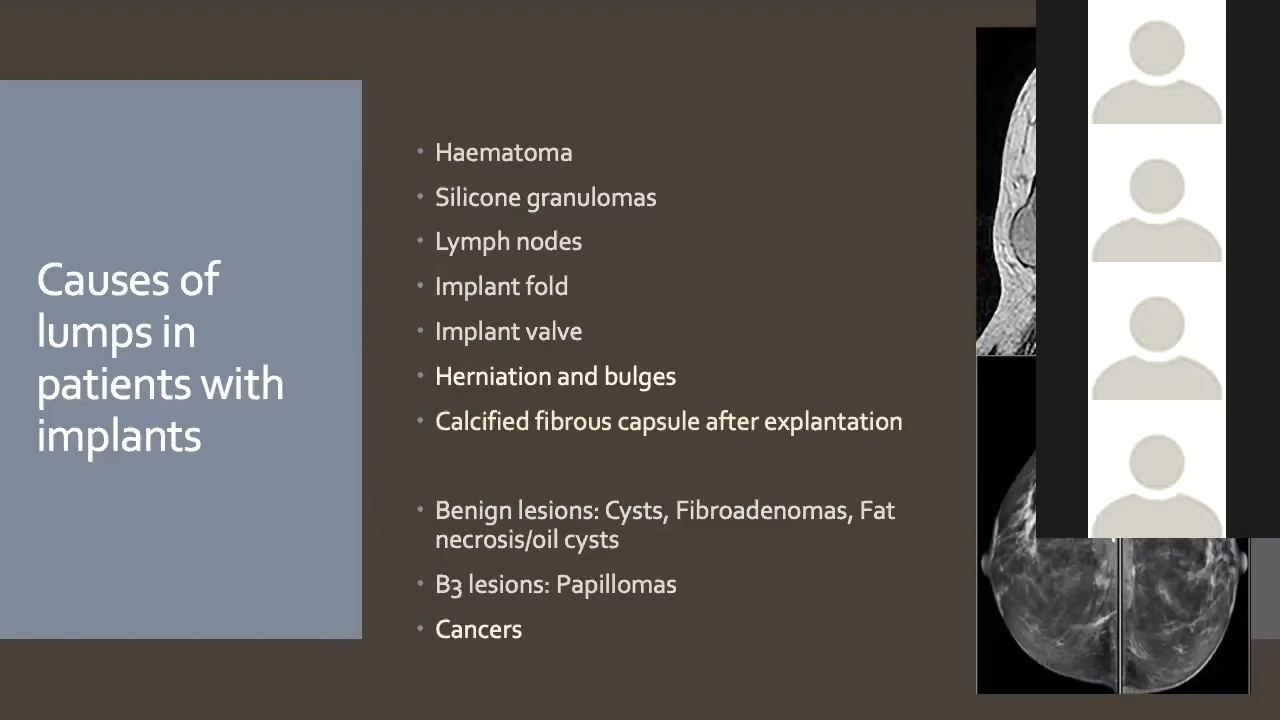 Causes of
lumps in
patients with
implants
• Haematoma
• Silicone granulomas
• Lymph nodes
• Implant fold
• Implant valve
• Herniation and bulges
• Calcified fibrous capsule after explantation
• Benign lesions: Cysts, Fibroadenomas, Fat
necrosis/oil cysts
• B3 lesions: Papillomas
• Cancers